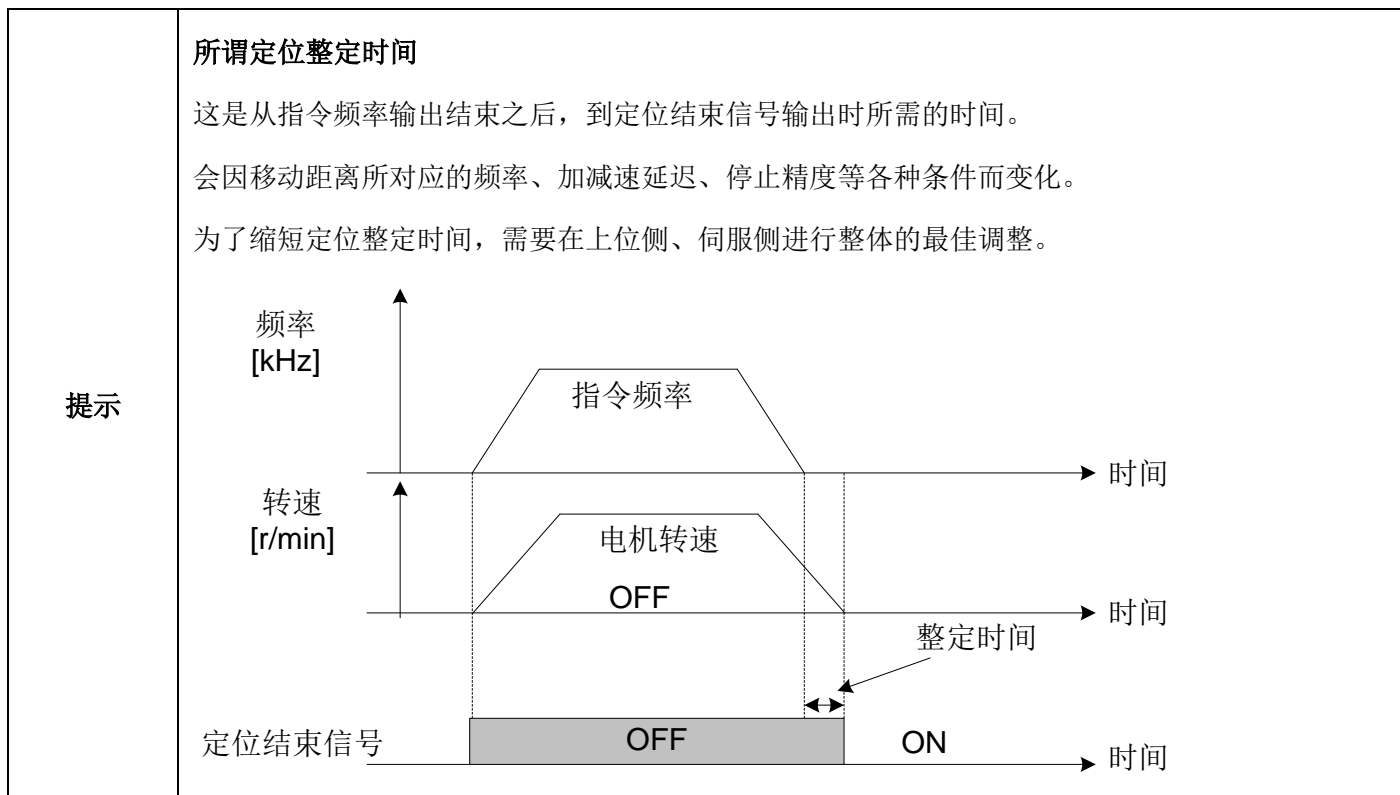 提示
所谓定位整定时间
这是从指令频率输出结束之后，到定位结束信号输出时所需的时间。
会因移动距离所对应的频率、加减速延迟、停止精度等各种条件而变化。
为了缩短定位整定时间，需要在上位侧、伺服侧进行整体的最佳调整。
频率
[kHz]
指令频率
时间
转速
[r/min]
电机转速
OFF
时间
整定时间
定位结束信号
OFF
ON
时间